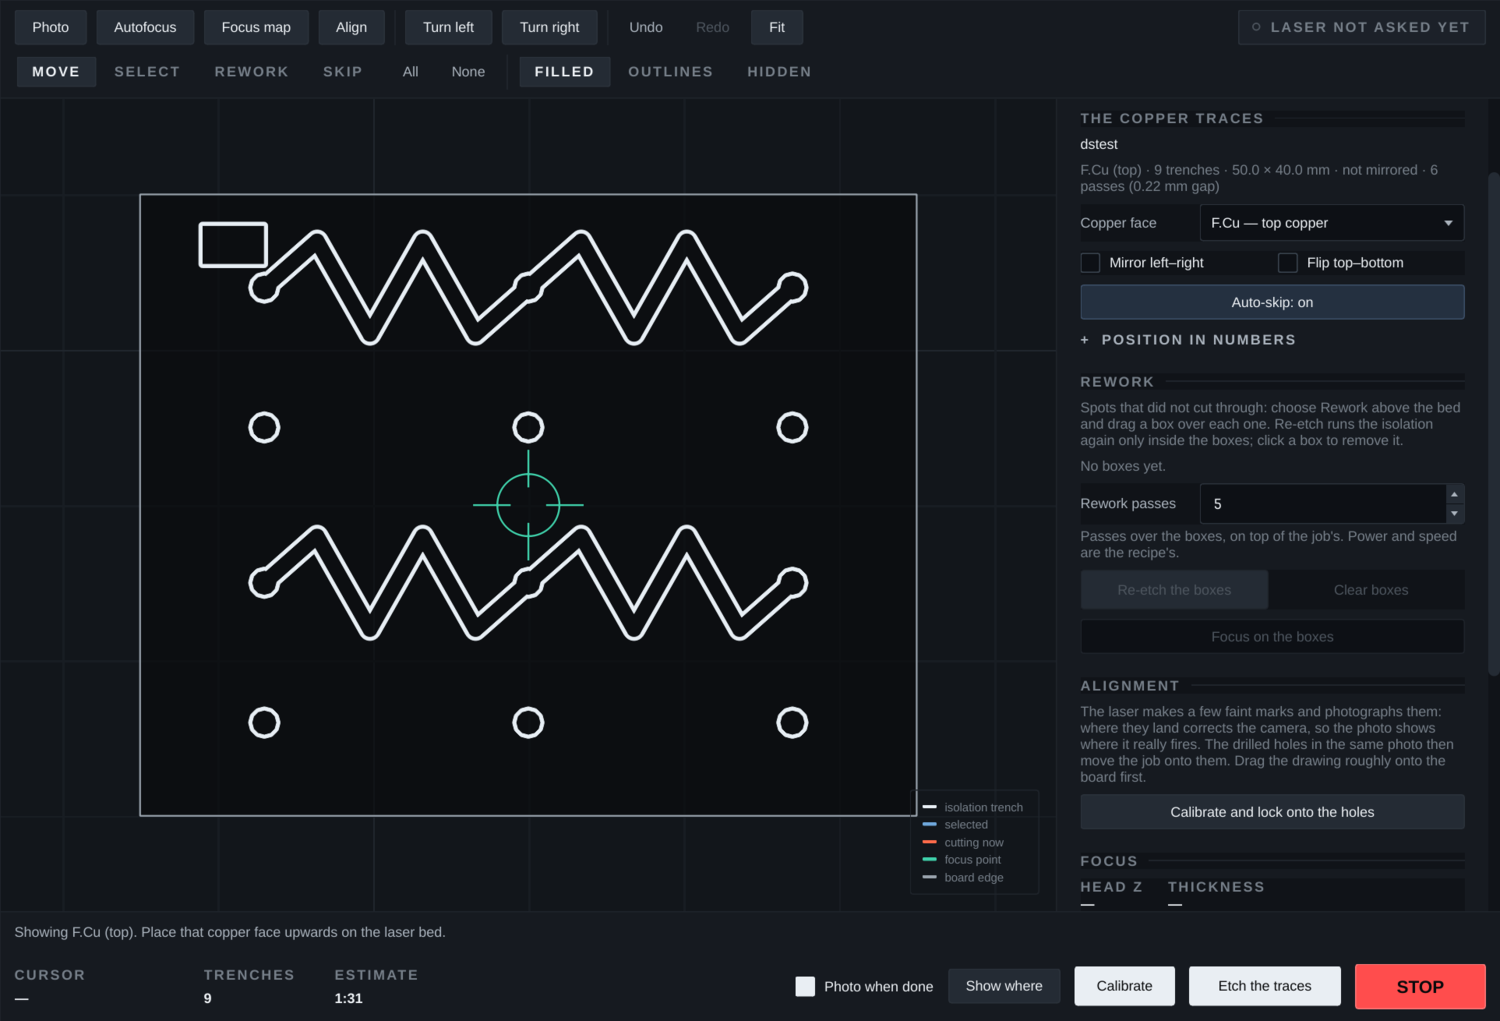 Photo Autofocus Focus map Align Turn left Turn right Undo Redo Fit LASER NOT ASKED YET
MOVE SELECT REWORK SKIP All None FILLED OUTLINES HIDDEN
THE COPPER TRACES
dstest
F.Cu (top) · 9 trenches · 50.0 × 40.0 mm · not mirrored · 6
passes (0.22 mm gap)
Copper face F.Cu — top copper
Mirror left–right Flip top–bottom
Auto-skip: on
+ POSITION IN NUMBERS
REWORK
Spots that did not cut through: choose Rework above the bed
and drag a box over each one. Re-etch runs the isolation
again only inside the boxes; click a box to remove it.
No boxes yet.
Rework passes 5
Passes over the boxes, on top of the job's. Power and speed
are the recipe's.
Re-etch the boxes Clear boxes
Focus on the boxes
ALIGNMENT
The laser makes a few faint marks and photographs them:
where they land corrects the camera, so the photo shows
where it really fires. The drilled holes in the same photo then
move the job onto them. Drag the drawing roughly onto the
board first.
Calibrate and lock onto the holes
FOCUS
HEAD Z THICKNESS
— —
isolation trench
selected
cutting now
focus point
board edge
Showing F.Cu (top). Place that copper face upwards on the laser bed.
CURSOR TRENCHES ESTIMATE
— 9 1:31
Photo when done Show where Calibrate Etch the traces STOP